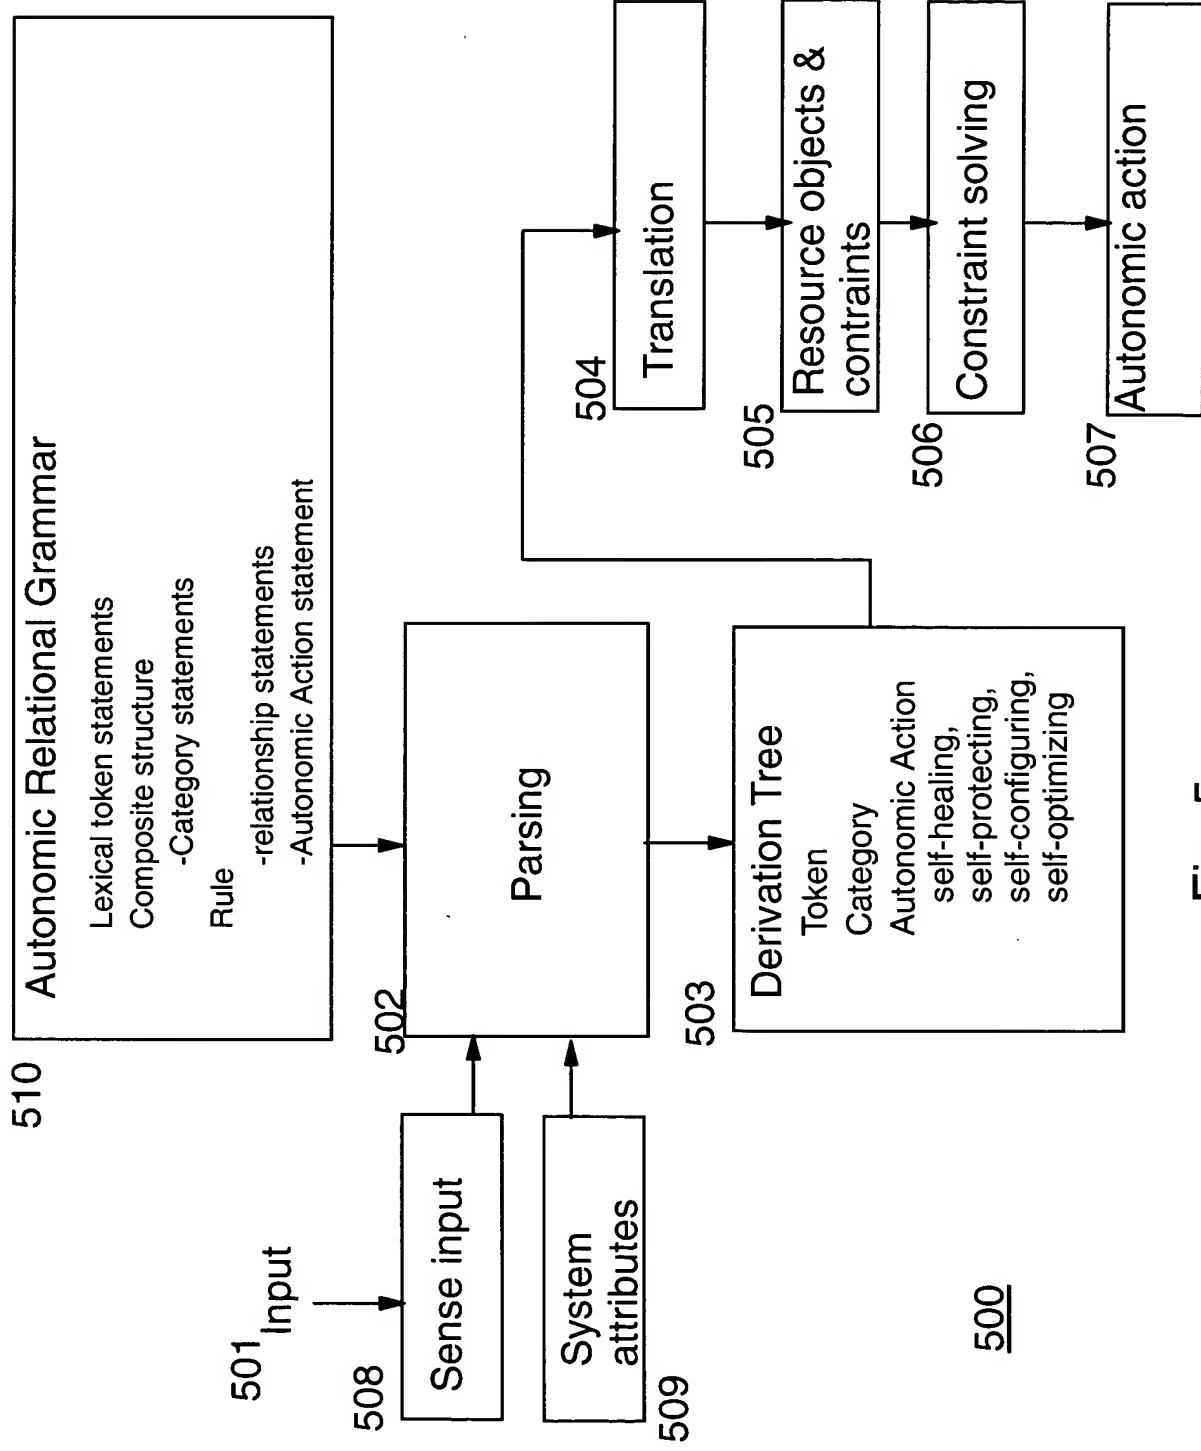 510
Autonomic Relational Grammar
Lexical token statements
Composite structure
-Category statements
Rule
-relationship statements
-Autonomic Action statement
501
Input
508
Sense input
System
attributes
509
502
Parsing
503
Derivation Tree
Token
Category
Autonomic Action
self-healing,
self-protecting,
self-configuring,
self-optimizing
504
Translation
505
Resource objects &
contraints
506
Constraint solving
507
Autonomic action
500